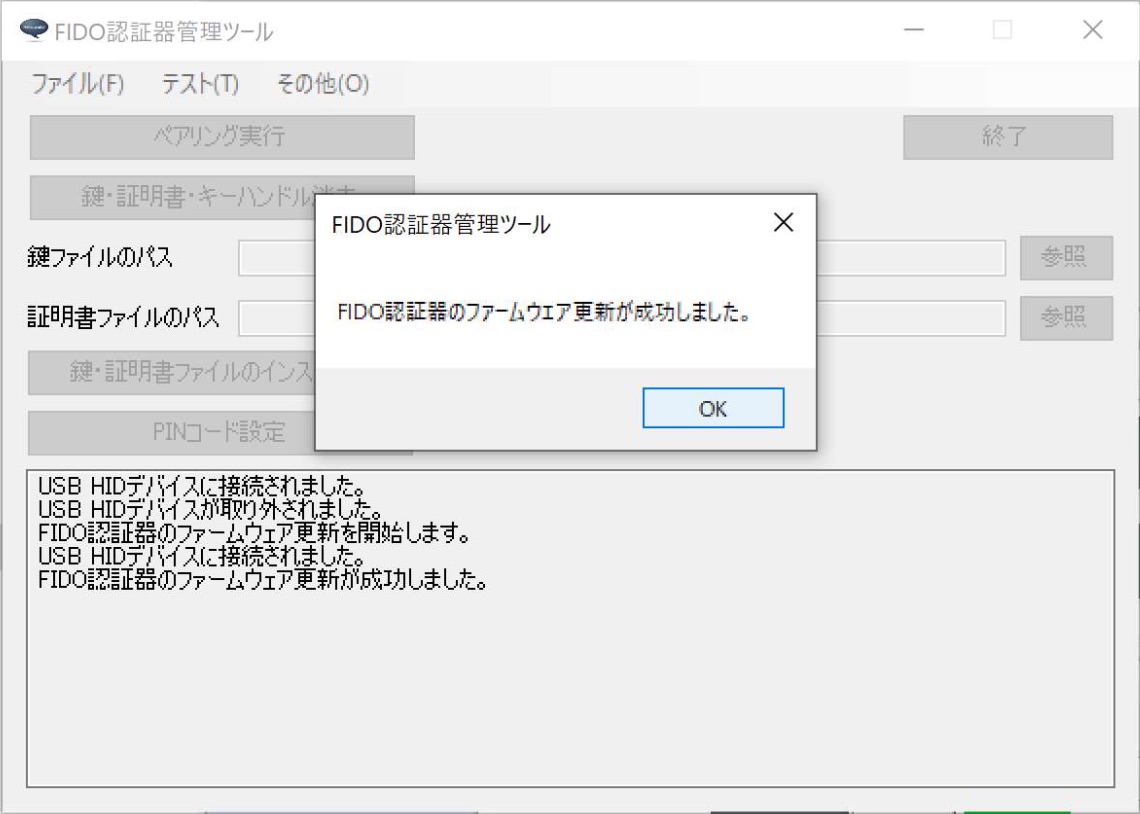 FIDO認証器管理ツール
ファイル(F) テスト(T) その他(O)
ペアリング実行 終了
鍵・証明書・キーハンドル
FIDO認証器管理ツール
鍵ファイルのパス 参照
FIDO認証器のファームウェア更新が成功しました。
証明書ファイルのパス 参照
鍵・証明書ファイルのインス
OK
PINコード設定
USB HIDデバイスに接続されました。
USB HIDデバイスが取り外されました。
FIDO認証器のファームウェア更新を開始します。
USB HIDデバイスに接続されました。
FIDO認証器のファームウェア更新が成功しました。